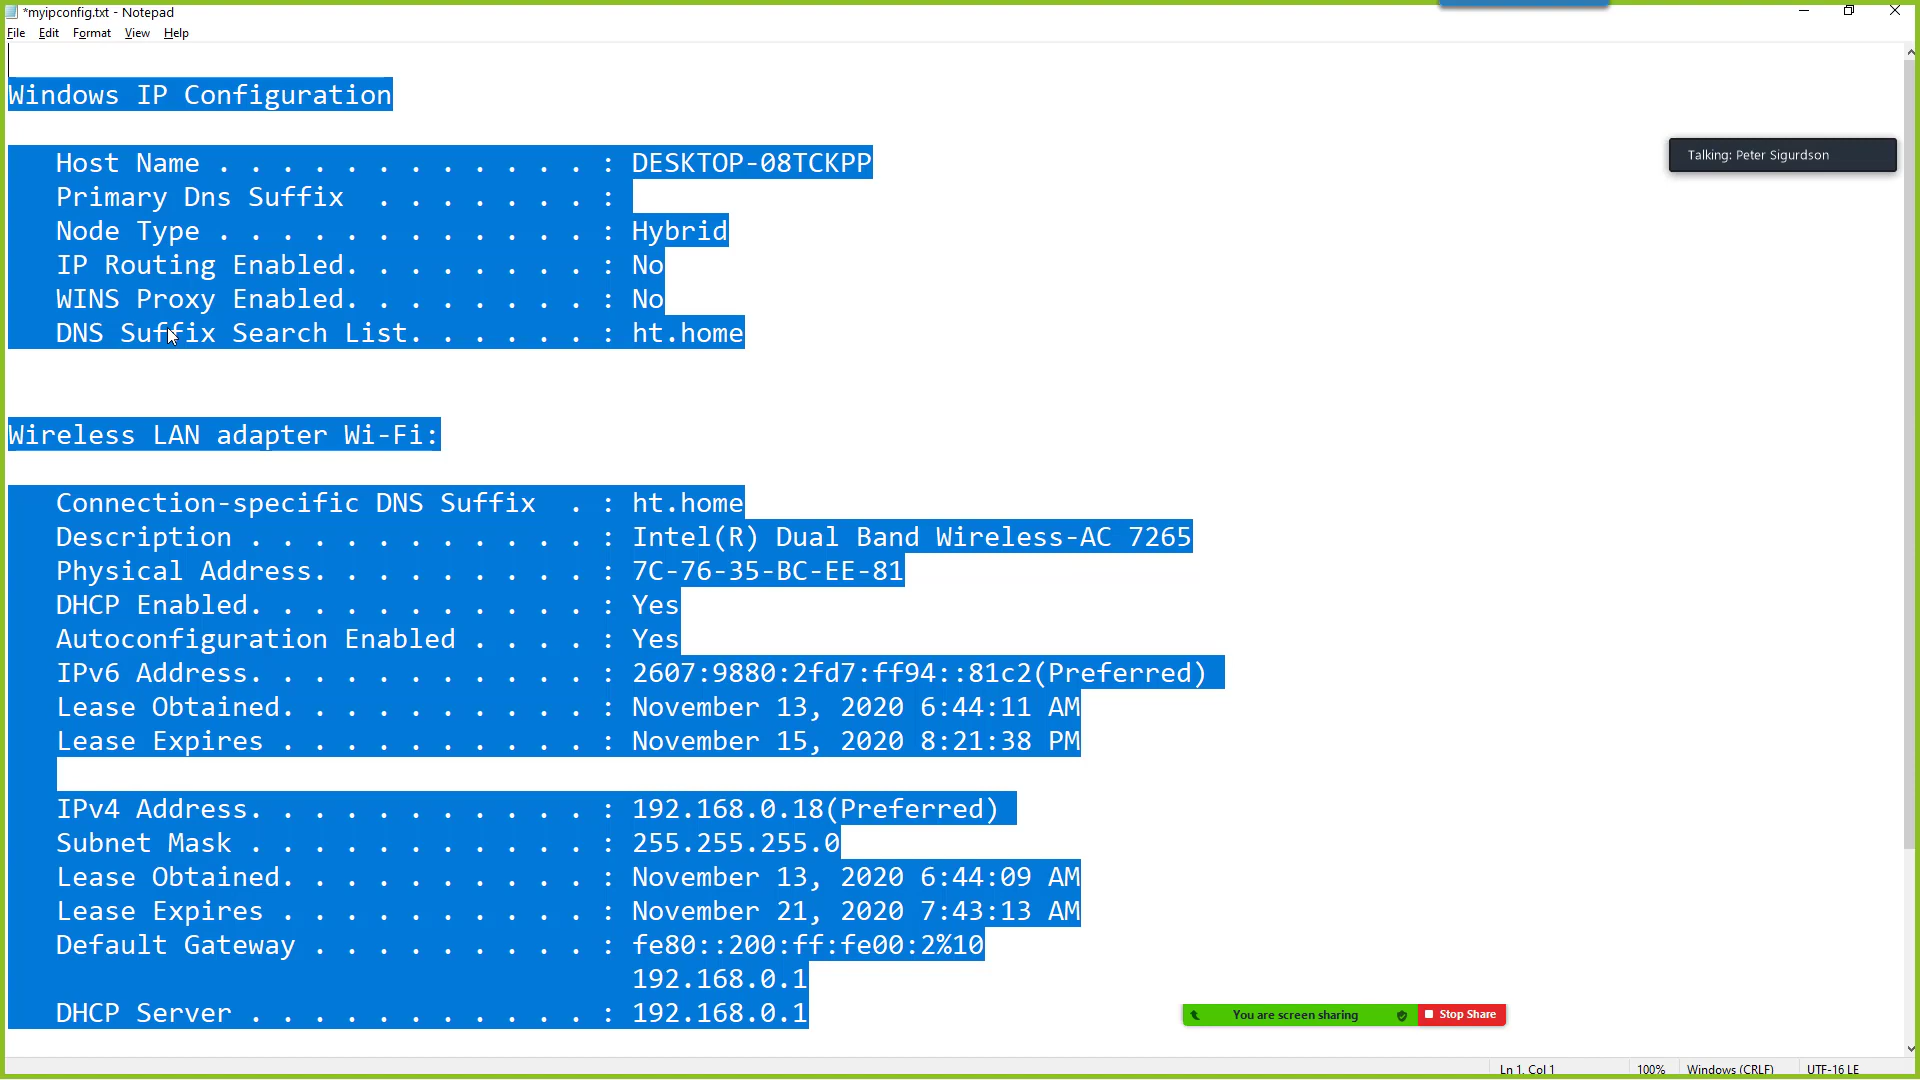 *myipconfig.txt - Notepad
File Edit Format View Help
Windows IP Configuration
Host Name . . . . . . . . . . . . : DESKTOP-08TCKPP
Talking: Peter Sigurdson
Primary Dns Suffix  . . . . . . . :
Node Type . . . . . . . . . . . . : Hybrid
IP Routing Enabled. . . . . . . . : No
WINS Proxy Enabled. . . . . . . . : No
DNS Suffix Search List. . . . . . : ht.home
Wireless LAN adapter Wi-Fi:
Connection-specific DNS Suffix  . : ht.home
Description . . . . . . . . . . . : Intel(R) Dual Band Wireless-AC 7265
Physical Address. . . . . . . . . : 7C-76-35-BC-EE-81
DHCP Enabled. . . . . . . . . . . : Yes
Autoconfiguration Enabled . . . . : Yes
IPv6 Address. . . . . . . . . . . : 2607:9880:2fd7:ff94::81c2(Preferred)
Lease Obtained. . . . . . . . . . : November 13, 2020 6:44:11 AM
Lease Expires . . . . . . . . . . : November 15, 2020 8:21:38 PM
IPv4 Address. . . . . . . . . . . : 192.168.0.18(Preferred)
Subnet Mask . . . . . . . . . . . : 255.255.255.0
Lease Obtained. . . . . . . . . . : November 13, 2020 6:44:09 AM
Lease Expires . . . . . . . . . . : November 21, 2020 7:43:13 AM
Default Gateway . . . . . . . . . : fe80::200:ff:fe00:2%10
192.168.0.1
DHCP Server . . . . . . . . . . . : 192.168.0.1
You are screen sharing Stop Share
Ln 1, Col 1 100% Windows (CRLF) UTF-16 LE